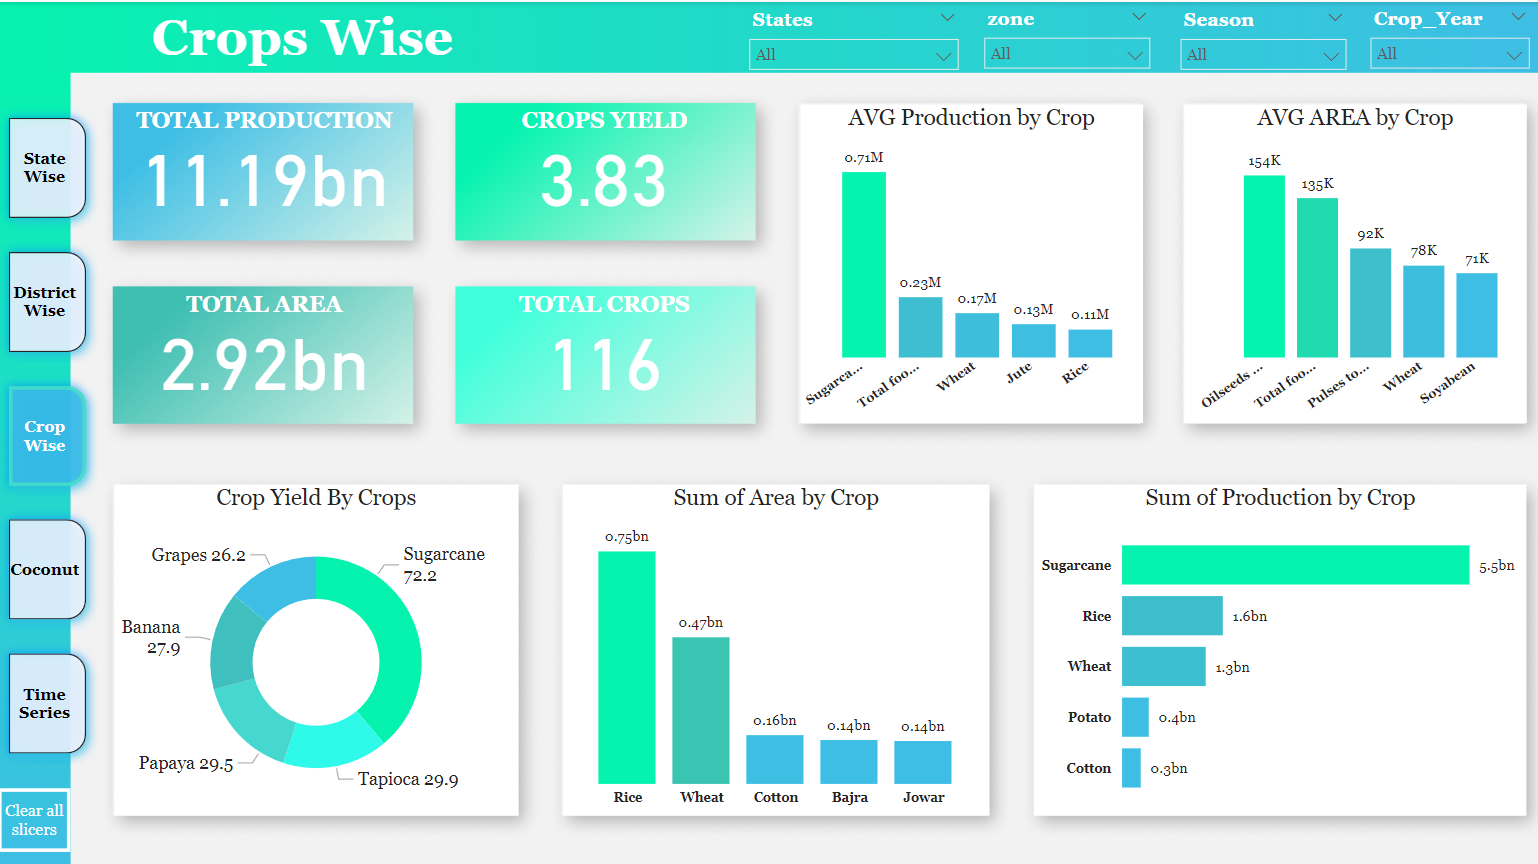 Crops Wise
States
All
zone
All
Season
All
Crop_Year
All
State
Wise
District
Wise
Crop
Wise
Coconut
Time
Series
Clear all
slicers
TOTAL PRODUCTION
11.19bn
CROPS YIELD
3.83
TOTAL AREA
2.92bn
TOTAL CROPS
116
AVG Production by Crop
0.71M
0.23M
0.17M
0.13M
0.11M
Sugarca...
Total foo...
Wheat
Jute
Rice
AVG AREA by Crop
154K
135K
92K
78K
71K
Oilseeds ...
Total foo...
Pulses to...
Wheat
Soyabean
Crop Yield By Crops
Grapes 26.2
Sugarcane
72.2
Banana
27.9
Papaya 29.5
Tapioca 29.9
Sum of Area by Crop
0.75bn
0.47bn
0.16bn
0.14bn
0.14bn
Rice
Wheat
Cotton
Bajra
Jowar
Sum of Production by Crop
Sugarcane
5.5bn
Rice
1.6bn
Wheat
1.3bn
Potato
0.4bn
Cotton
0.3bn